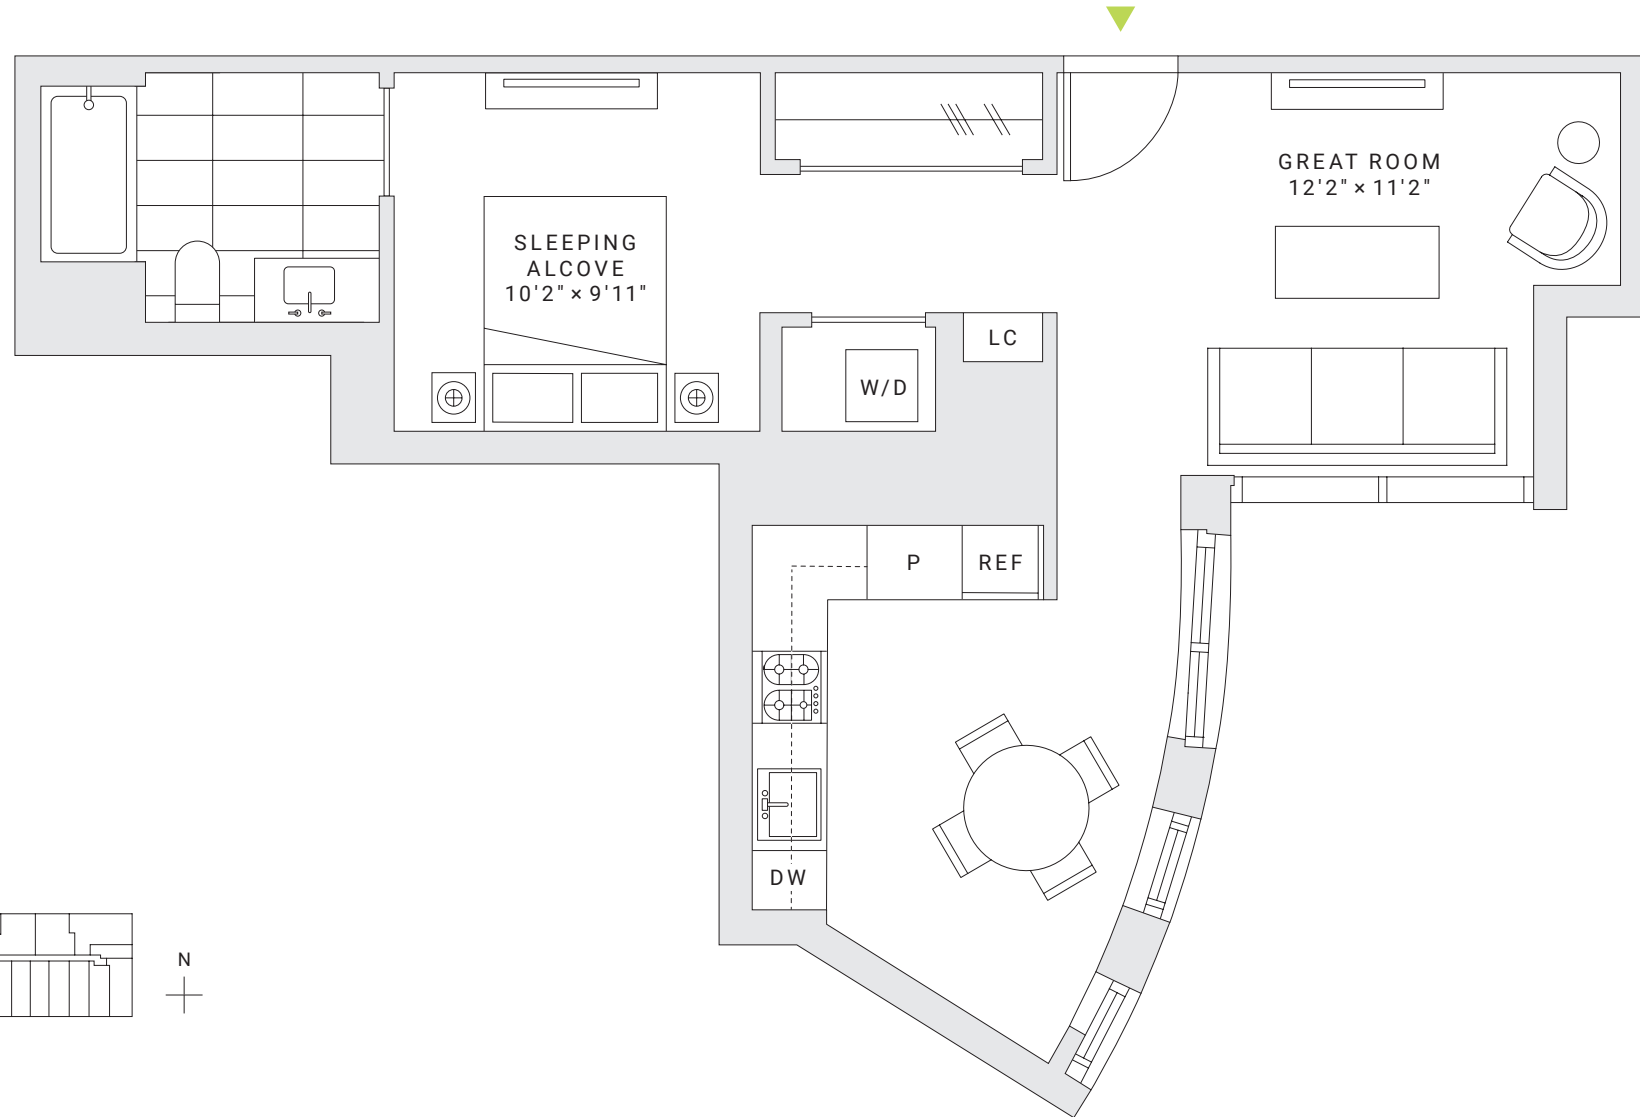 GREAT ROOM
12'2" × 11'2"
SLEEPING
ALCOVE
10'2" × 9'11"
LC
W/D
P
REF
DW
N